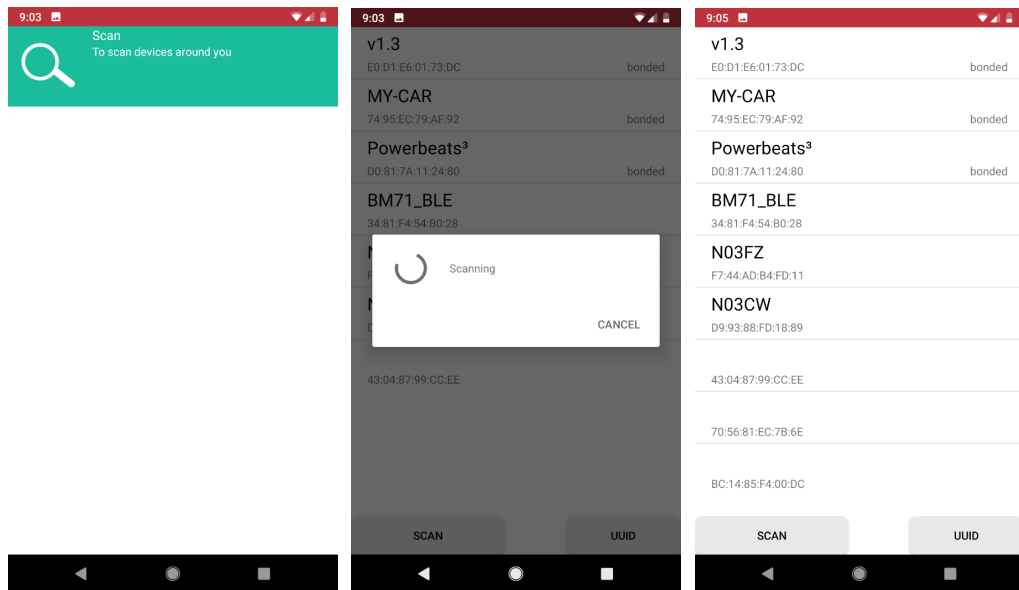 9:03
Scan
To scan devices around you
9:03
v1.3
E0:D1:E6:01:73:DC bonded
MY-CAR
74:95:EC:79:AF:92 bonded
Powerbeats³
D0:81:7A:11:24:80 bonded
BM71_BLE
34:81:F4:54:B0:28
Scanning
CANCEL
43:04:87:99:CC:EE
SCAN UUID
9:05
v1.3
E0:D1:E6:01:73:DC bonded
MY-CAR
74:95:EC:79:AF:92 bonded
Powerbeats³
D0:81:7A:11:24:80 bonded
BM71_BLE
34:81:F4:54:B0:28
N03FZ
F7:44:AD:B4:FD:11
N03CW
D9:93:88:FD:18:89
43:04:87:99:CC:EE
70:56:81:EC:7B:6E
BC:14:85:F4:00:DC
SCAN UUID